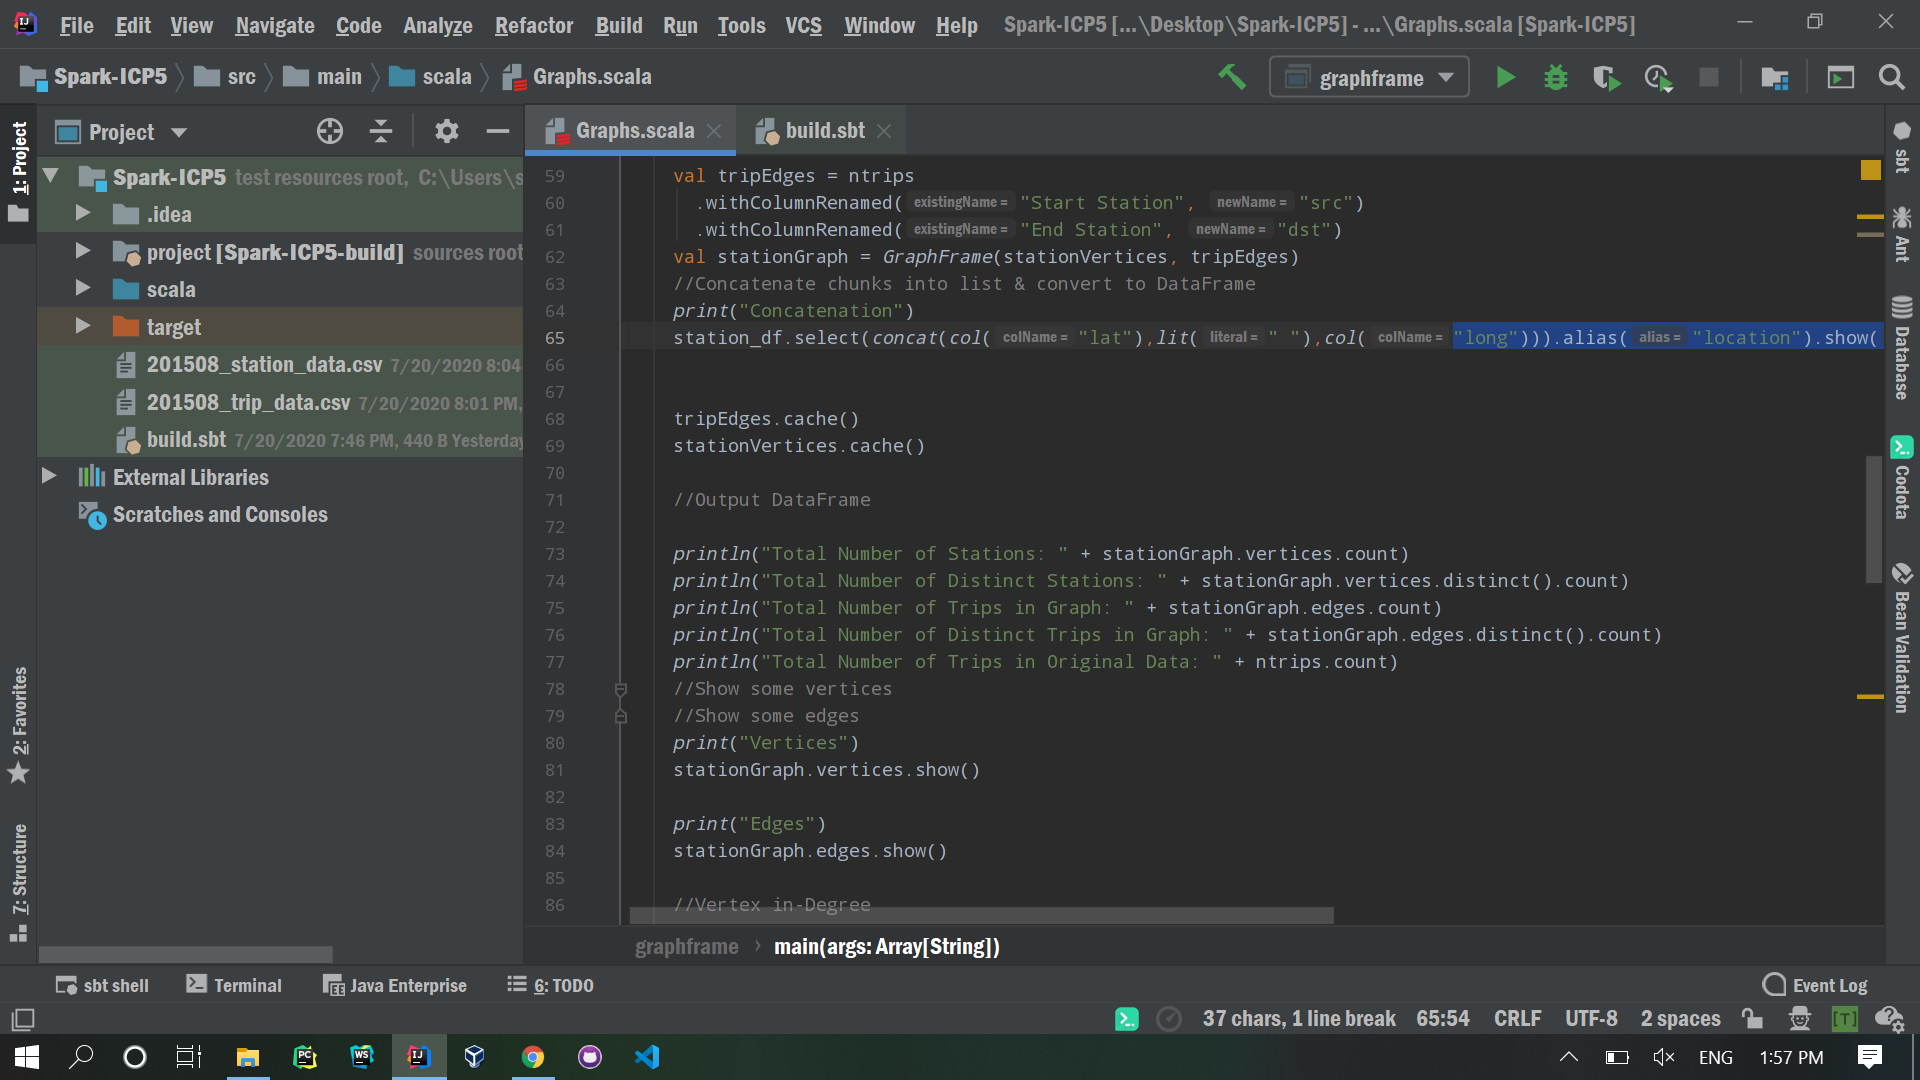 File Edit View Navigate Code Analyze Refactor Build Run Tools VCS Window Help Spark-ICP5 [...\Desktop\Spark-ICP5] - ...\Graphs.scala [Spark-ICP5]
Spark-ICP5 src main scala Graphs.scala graphframe
Project
Graphs.scala build.sbt
1: Project
Spark-ICP5 test resources root, C:\Users\s
.idea
project [Spark-ICP5-build] sources root
scala
target
201508_station_data.csv 7/20/2020 8:04
201508_trip_data.csv 7/20/2020 8:01 PM,
build.sbt 7/20/2020 7:46 PM, 440 B Yesterday
External Libraries
Scratches and Consoles
2: Favorites
7: Structure
59 val tripEdges = ntrips
60 .withColumnRenamed( existingName = "Start Station", newName = "src")
61 .withColumnRenamed( existingName = "End Station", newName = "dst")
62 val stationGraph = GraphFrame(stationVertices, tripEdges)
63 //Concatenate chunks into list & convert to DataFrame
64 print("Concatenation")
65 station_df.select(concat(col( colName = "lat"),lit( literal = " "),col( colName = "long"))).alias( alias = "location").show(
66
67
68 tripEdges.cache()
69 stationVertices.cache()
70
71 //Output DataFrame
72
73 println("Total Number of Stations: " + stationGraph.vertices.count)
74 println("Total Number of Distinct Stations: " + stationGraph.vertices.distinct().count)
75 println("Total Number of Trips in Graph: " + stationGraph.edges.count)
76 println("Total Number of Distinct Trips in Graph: " + stationGraph.edges.distinct().count)
77 println("Total Number of Trips in Original Data: " + ntrips.count)
78 //Show some vertices
79 //Show some edges
80 print("Vertices")
81 stationGraph.vertices.show()
82
83 print("Edges")
84 stationGraph.edges.show()
85
86 //Vertex in-Degree
graphframe › main(args: Array[String])
sbt
Ant
Database
Codota
Bean Validation
sbt shell Terminal Java Enterprise 6: TODO Event Log
37 chars, 1 line break 65:54 CRLF UTF-8 2 spaces [T]
ENG 1:57 PM